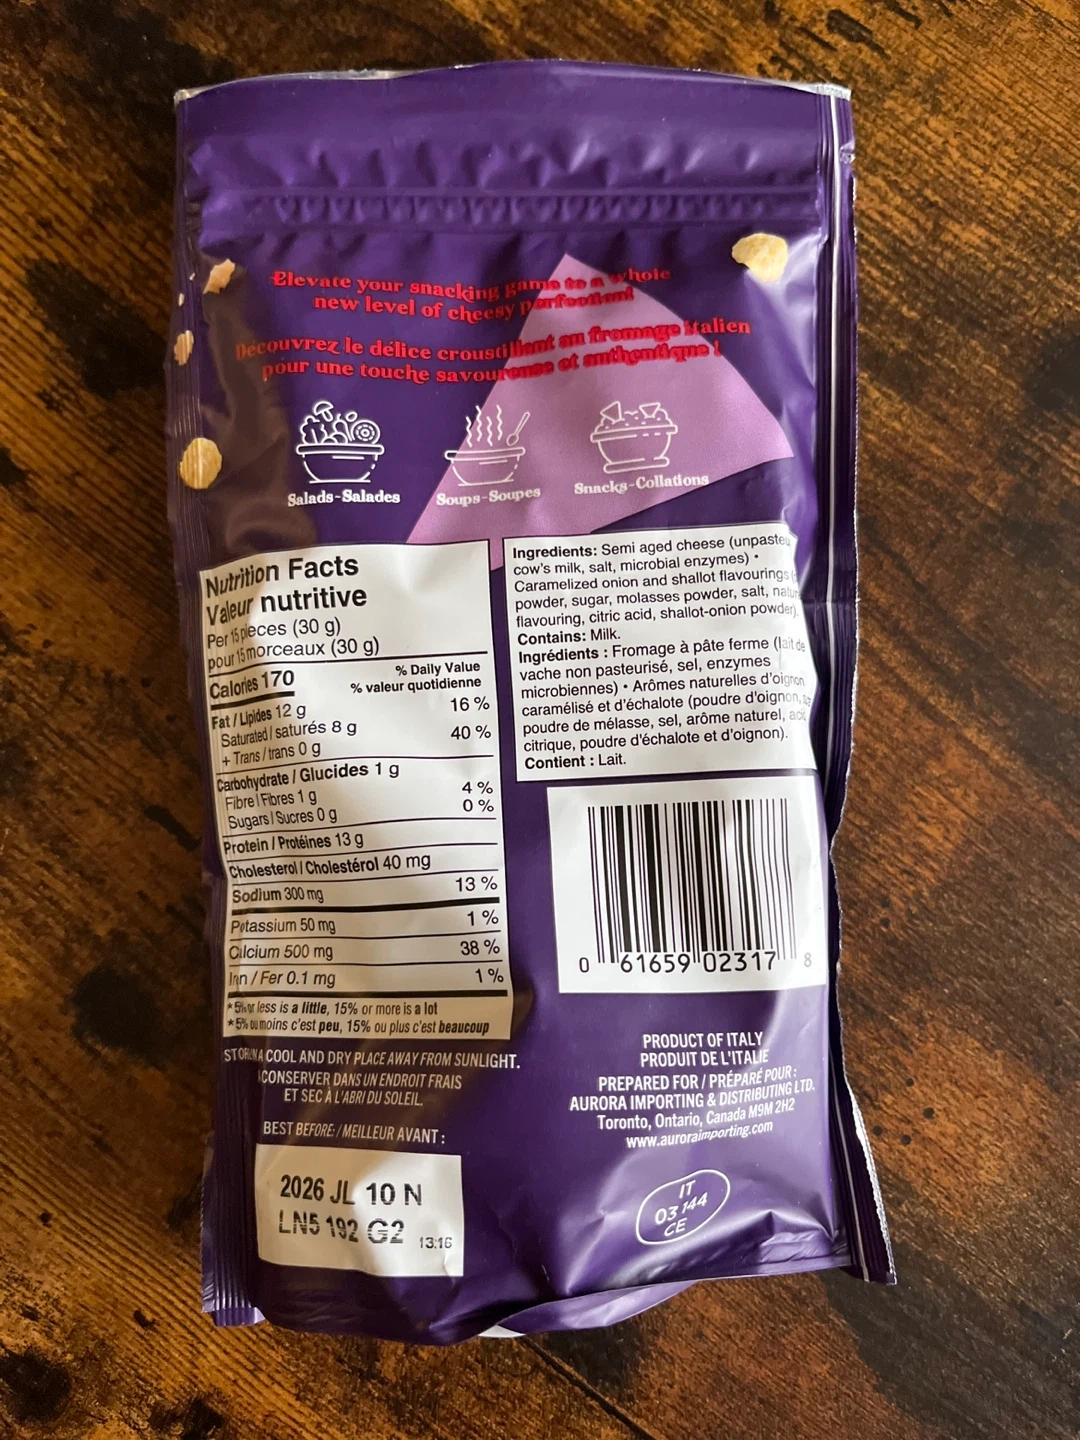 Elevate your snacking game to a whole
new level of cheesy perfection!
Découvrez le délice croustillant au fromage italien
pour une touche savoureuse et authentique !
Salads-Salades
Soups-Soupes
Snacks-Collations
Nutrition Facts
Valeur nutritive
Per 15 pieces (30 g)
pour 15 morceaux (30 g)
Calories 170
% Daily Value
% valeur quotidienne
Fat / Lipides 12 g 16 %
Saturated / saturés 8 g 40 %
+ Trans / trans 0 g
Carbohydrate / Glucides 1 g
Fibre / Fibres 1 g 4 %
Sugars / Sucres 0 g 0 %
Protein / Protéines 13 g
Cholesterol / Cholestérol 40 mg
Sodium 300 mg 13 %
Potassium 50 mg 1 %
Calcium 500 mg 38 %
Iron / Fer 0.1 mg 1 %
* 5% or less is a little, 15% or more is a lot
* 5% ou moins c'est peu, 15% ou plus c'est beaucoup
Ingredients: Semi aged cheese
cow's milk, salt, microbial enzymes) •
Caramelized onion and shallot flavourings
powder, sugar, molasses powder, salt,
flavouring, citric acid, shallot-onion powder).
Contains: Milk.
Ingrédients : Fromage à pâte ferme (lait de
vache non pasteurisé, sel, enzymes
microbiennes) • Arômes naturelles d'oignon
caramélisé et d'échalote (poudre d'oignon,
poudre de mélasse, sel, arôme naturel,
citrique, poudre d'échalote et d'oignon).
Contient : Lait.
0 61659 02317 8
STORE IN A COOL AND DRY PLACE AWAY FROM SUNLIGHT.
CONSERVER DANS UN ENDROIT FRAIS
ET SEC À L'ABRI DU SOLEIL.
BEST BEFORE: / MEILLEUR AVANT :
2026 JL 10 N
LN5 192 G2 13:16
PRODUCT OF ITALY
PRODUIT DE L'ITALIE
PREPARED FOR / PRÉPARÉ POUR :
AURORA IMPORTING & DISTRIBUTING LTD.
Toronto, Ontario, Canada M9M 2H2
www.auroraimporting.com
IT
03 144
CE